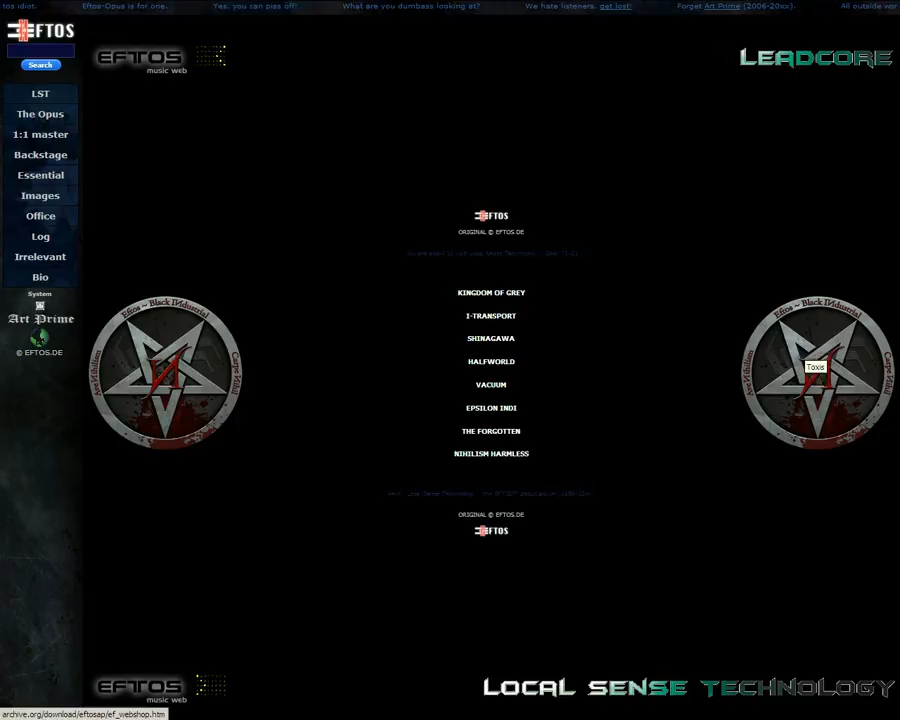 tos idiot. Eftos-Opus is for one. Yes, you can piss off! What are you dumbass looking at? We hate listeners, get lost! Forget Art Prime (2006-20xx). All outside wor
EFTOS
Search
LST
The Opus
1:1 master
Backstage
Essential
Images
Office
Log
Irrelevant
Bio
System
Art Prime
© EFTOS.DE
EFTOS
music web
LEADCORE
EFTOS
ORIGINAL © EFTOS.DE
KINGDOM OF GREY
I-TRANSPORT
SHINAGAWA
HALFWORLD
VACUUM
EPSILON INDI
THE FORGOTTEN
NIHILISM HARMLESS
ORIGINAL © EFTOS.DE
EFTOS
Eftos ~ Black IИdustrial
AveИihilism
Carpe Nihil
И
Eftos ~ Black IИdustrial
AveИihilism
Carpe Nihil
Toxis
EFTOS
music web
LOCAL SENSE TECHNOLOGY
archive.org/download/eftosap/ef_webshop.htm